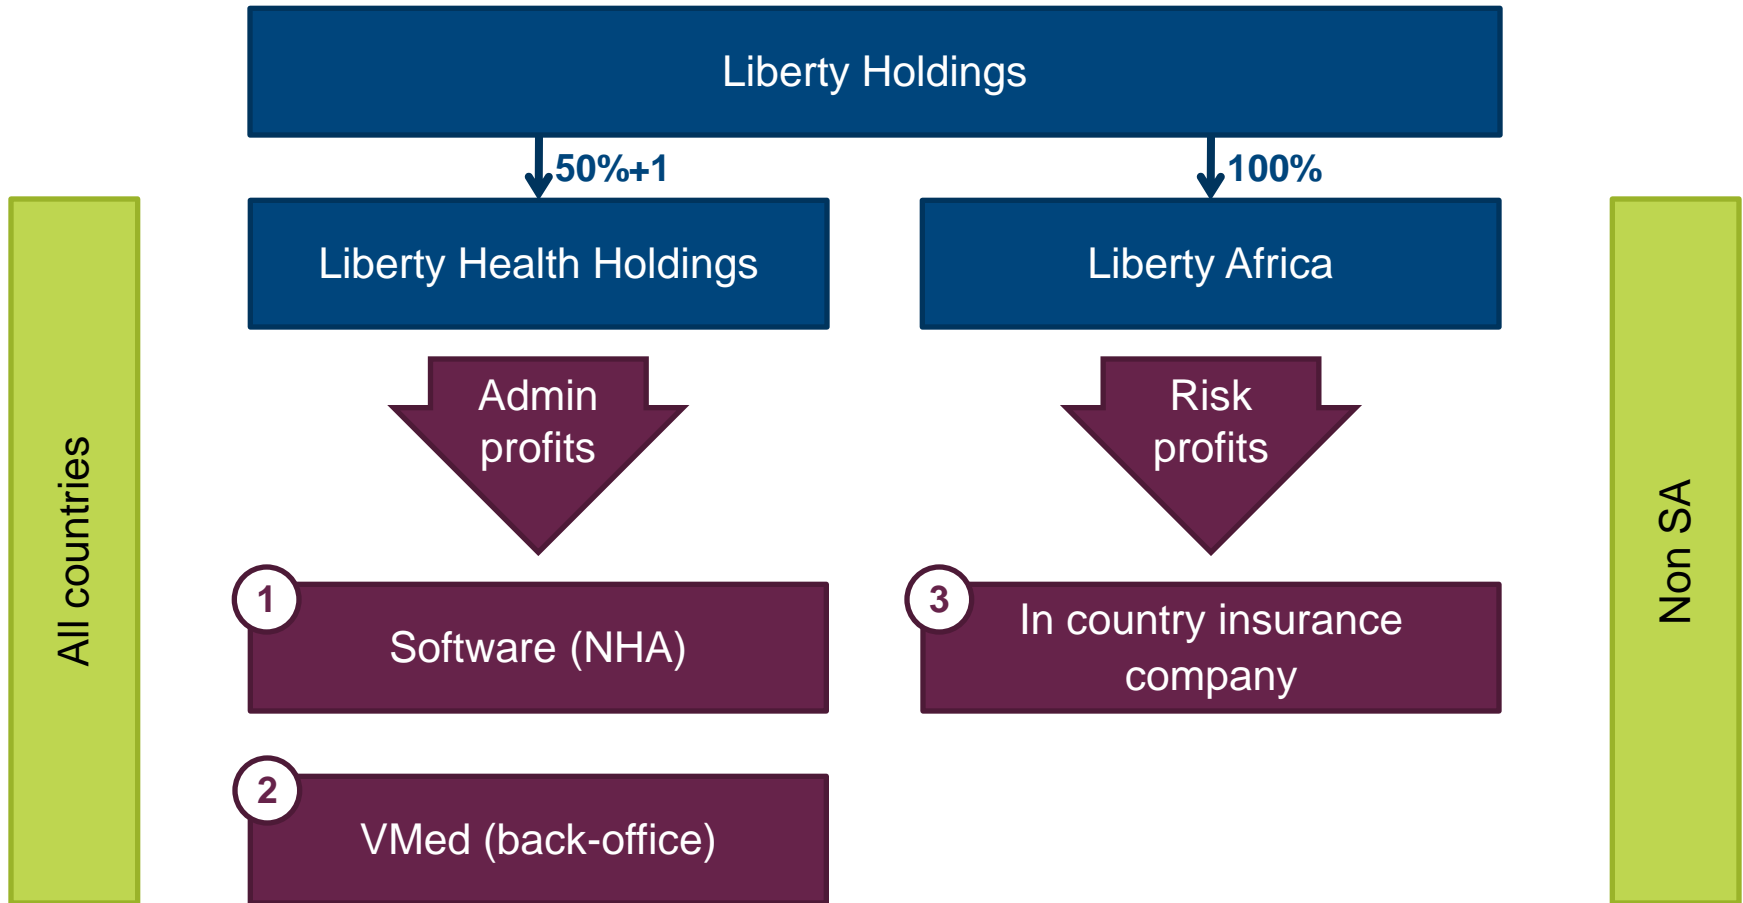 Liberty Holdings
50%+1
100%
All countries
Liberty Health Holdings
Liberty Africa
Non SA
Admin
profits
Risk
profits
1
Software (NHA)
3
In country insurance
company
2
VMed (back-office)